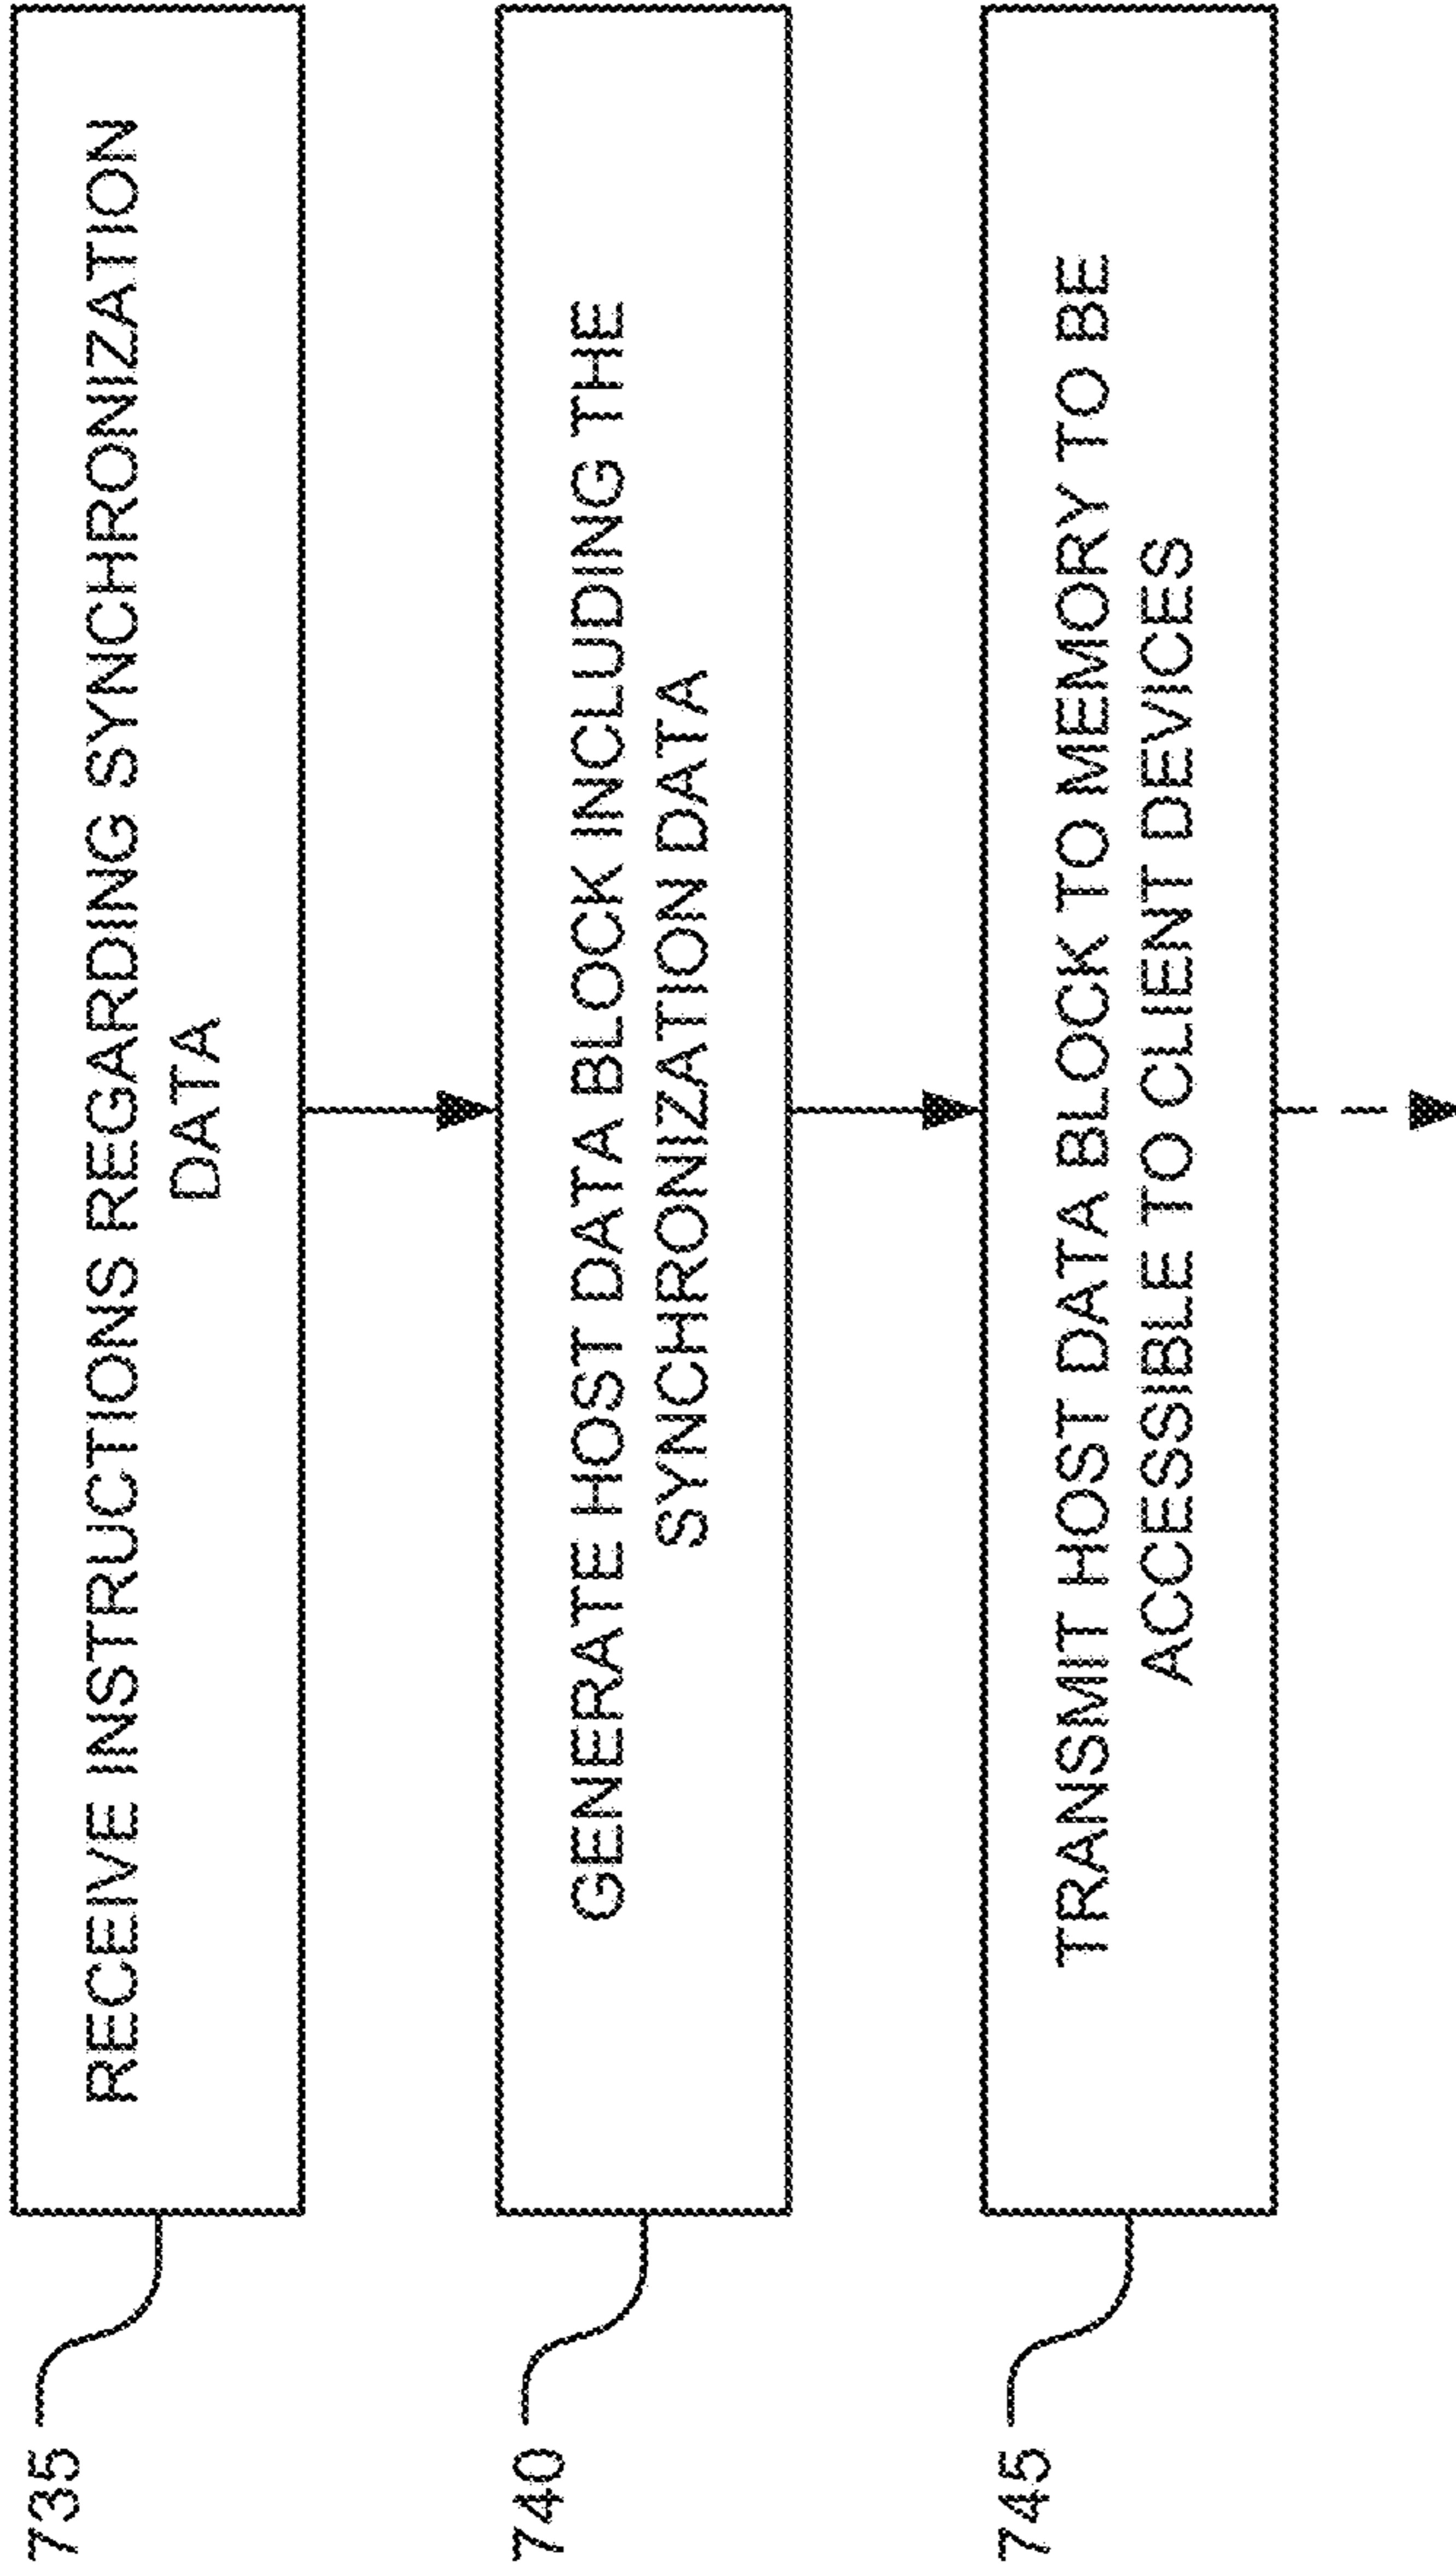 735
RECEIVE INSTRUCTIONS REGARDING SYNCHRONIZATION
DATA
740
GENERATE HOST DATA BLOCK INCLUDING THE
SYNCHRONIZATION DATA
745
TRANSMIT HOST DATA BLOCK TO MEMORY TO BE
ACCESSIBLE TO CLIENT DEVICES